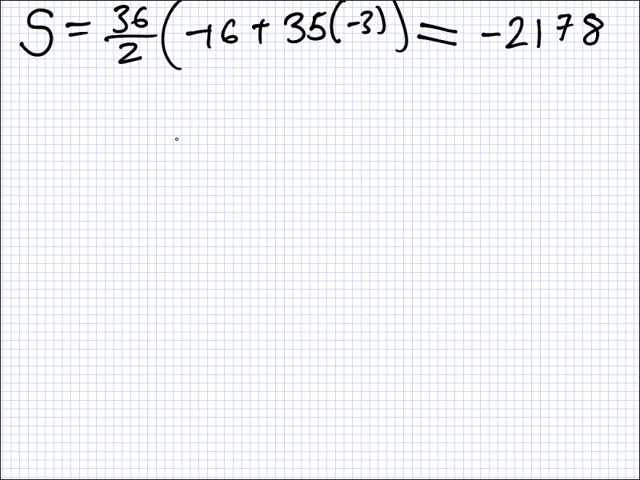 S = 36/2 (-16 + 35(-3)) = -2178